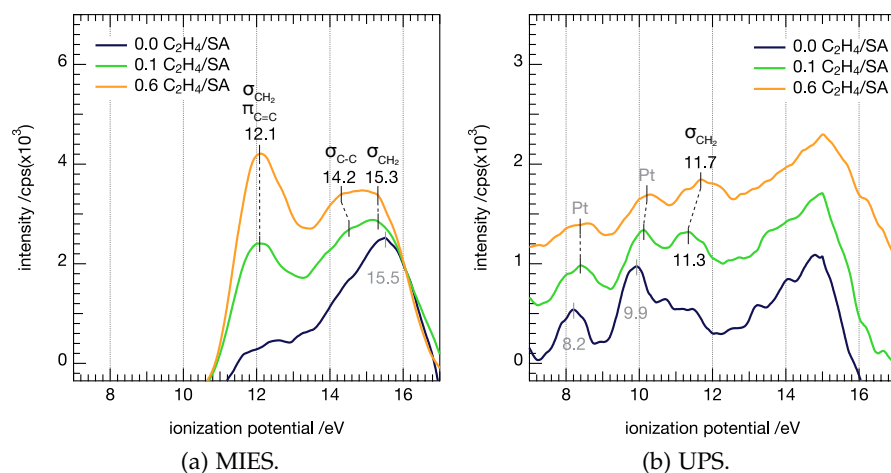 6
4
2
0
intensity /cps(x10³)
0.0 C₂H₄/SA
0.1 C₂H₄/SA
0.6 C₂H₄/SA
σCH₂
πC=C
12.1
σC-C
14.2
σCH₂
15.3
15.5
8 10 12 14 16
ionization potential /eV
(a) MIES.
3
2
1
0
intensity /cps(x10³)
0.0 C₂H₄/SA
0.1 C₂H₄/SA
0.6 C₂H₄/SA
Pt
Pt
σCH₂
11.7
11.3
9.9
8.2
8 10 12 14 16
ionization potential /eV
(b) UPS.